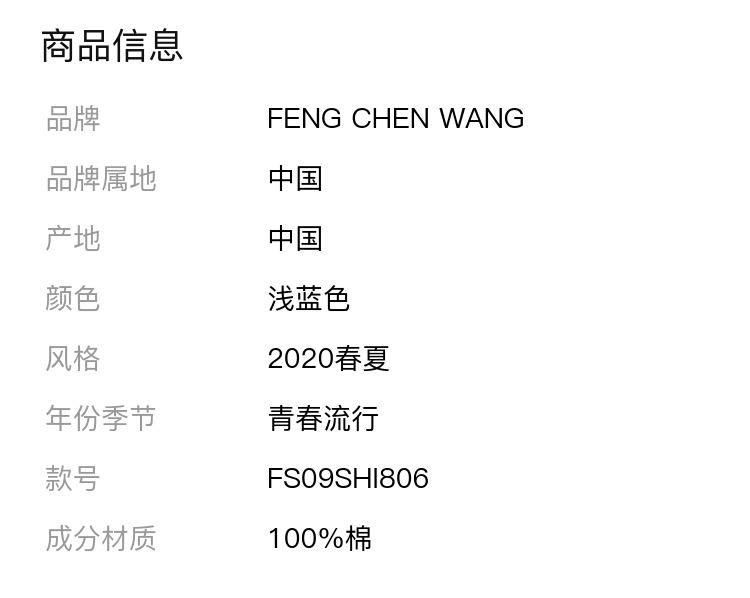 商品信息
品牌 FENG CHEN WANG
品牌属地 中国
产地 中国
颜色 浅蓝色
风格 2020春夏
年份季节 青春流行
款号 FS09SHI806
成分材质 100%棉